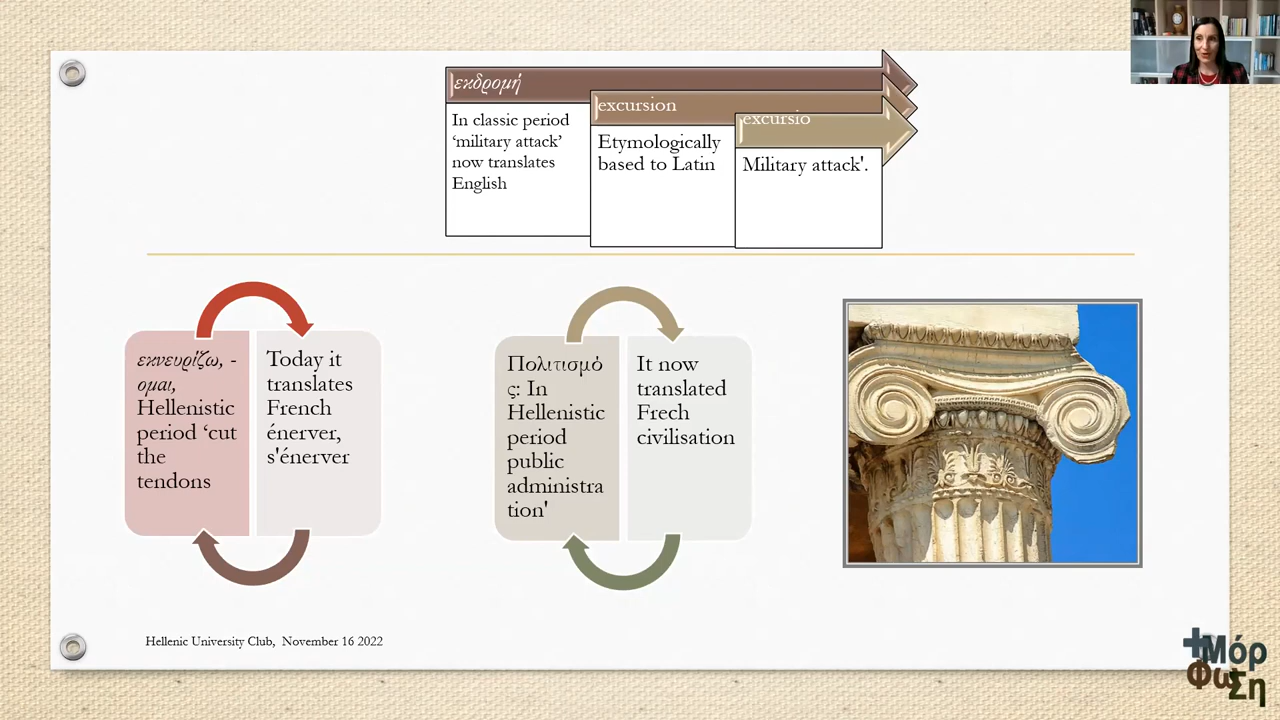 εκδρομή
In classic period
‘military attack’
now translates
English
excursion
Etymologically
based to Latin
excursio
Military attack'.
εκνευρίζω, -
ομαι,
Hellenistic
period ‘cut
the
tendons
Today it
translates
French
énerver,
s'énerver
Πολιτισμό
ς: In
Hellenistic
period
public
administra
tion'
It now
translated
Frech
civilisation
Hellenic University Club, November 16 2022
+Μόρ
Φω
Ση